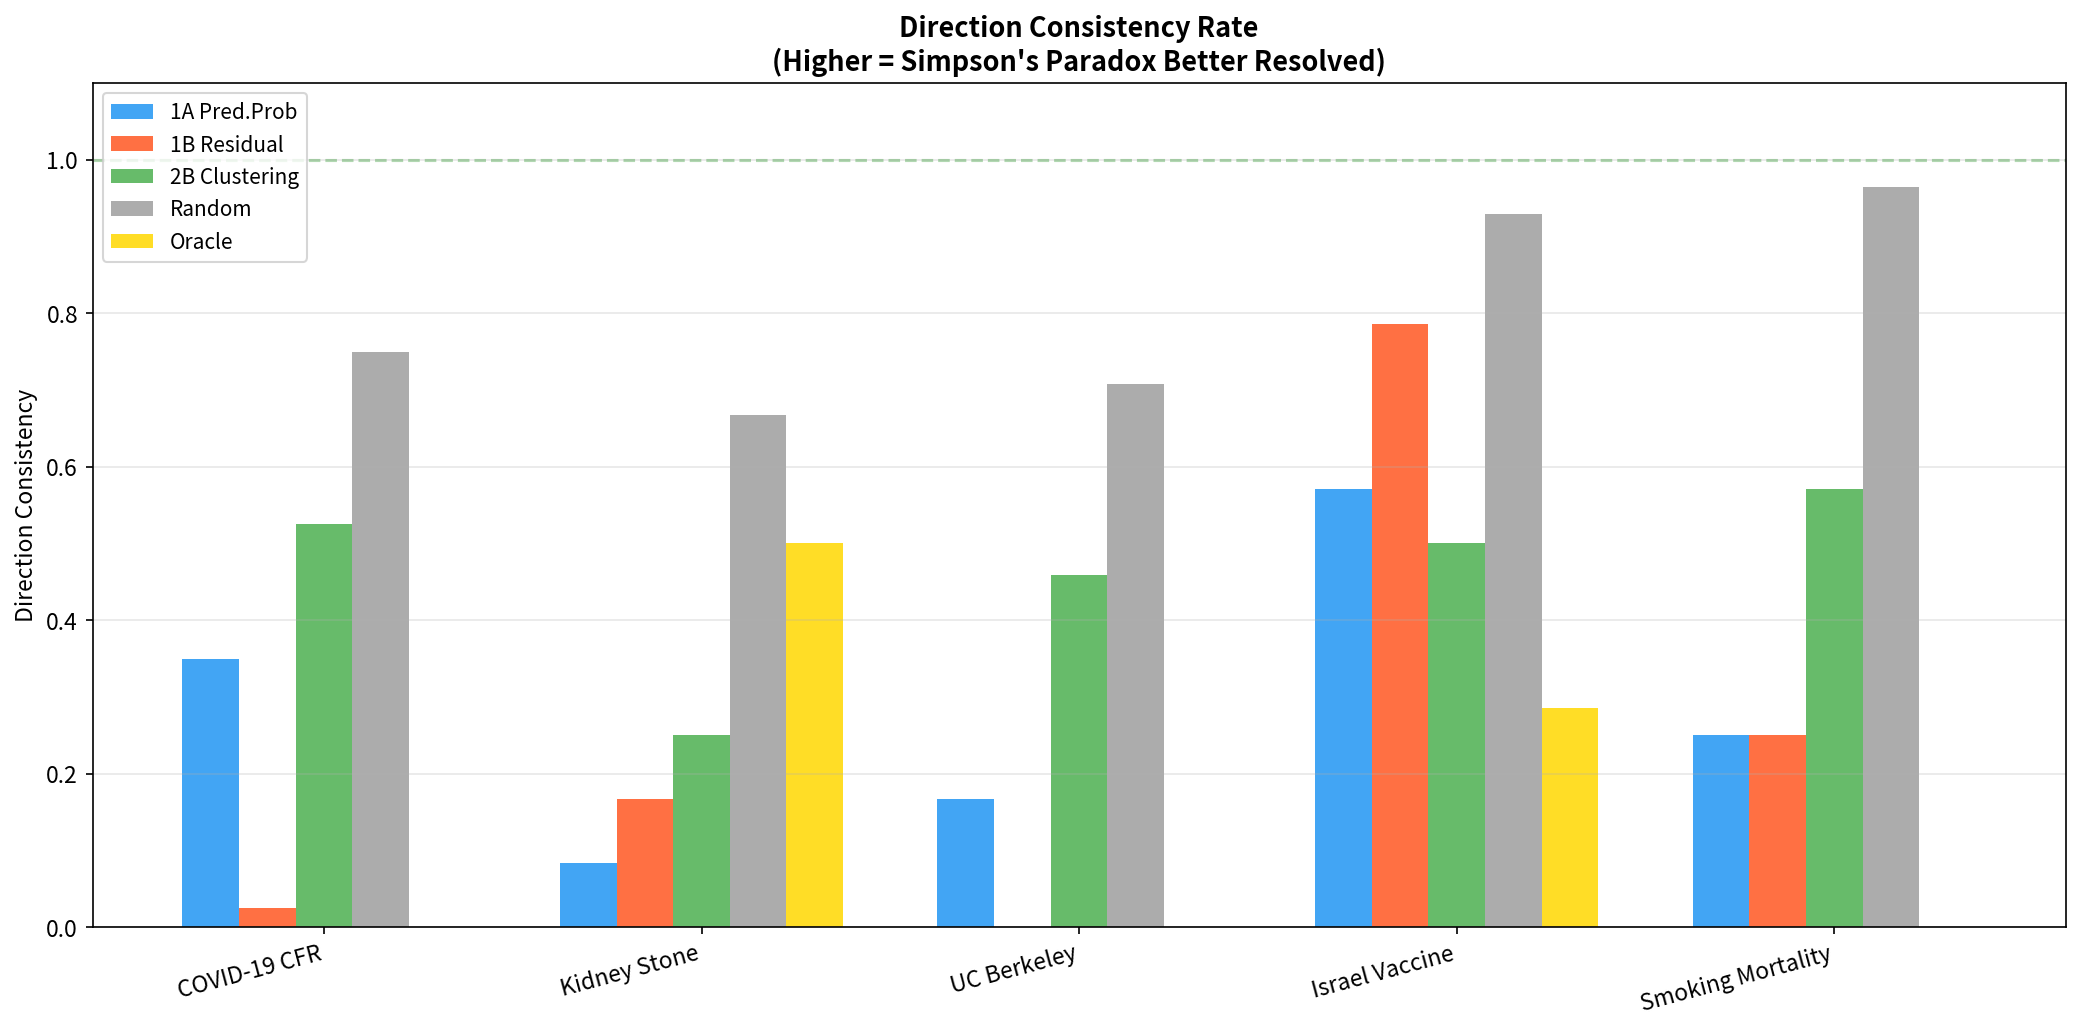 Direction Consistency Rate
(Higher = Simpson's Paradox Better Resolved)
1A Pred.Prob
1B Residual
2B Clustering
Random
Oracle
Direction Consistency
1.0
0.8
0.6
0.4
0.2
0.0
COVID-19 CFR
Kidney Stone
UC Berkeley
Israel Vaccine
Smoking Mortality